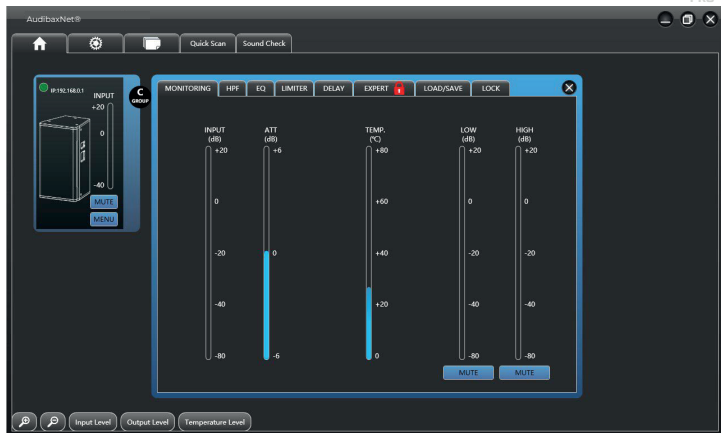 AudibaxNet®
Quick Scan
Sound Check
IP:192.168.0.1
INPUT
+20
0
-40
MUTE
MENU
C
GROUP
MONITORING HPF EQ LIMITER DELAY EXPERT LOAD/SAVE LOCK
INPUT ATT TEMP. LOW HIGH
(dB) (dB) (°C) (dB) (dB)
+20 +6 +80 +20 +20
0 +60 0 0
-20 0 +40 -20 -20
-40 +20 -40 -40
-80 -6 0 -80 -80
MUTE MUTE
Input Level Output Level Temperature Level